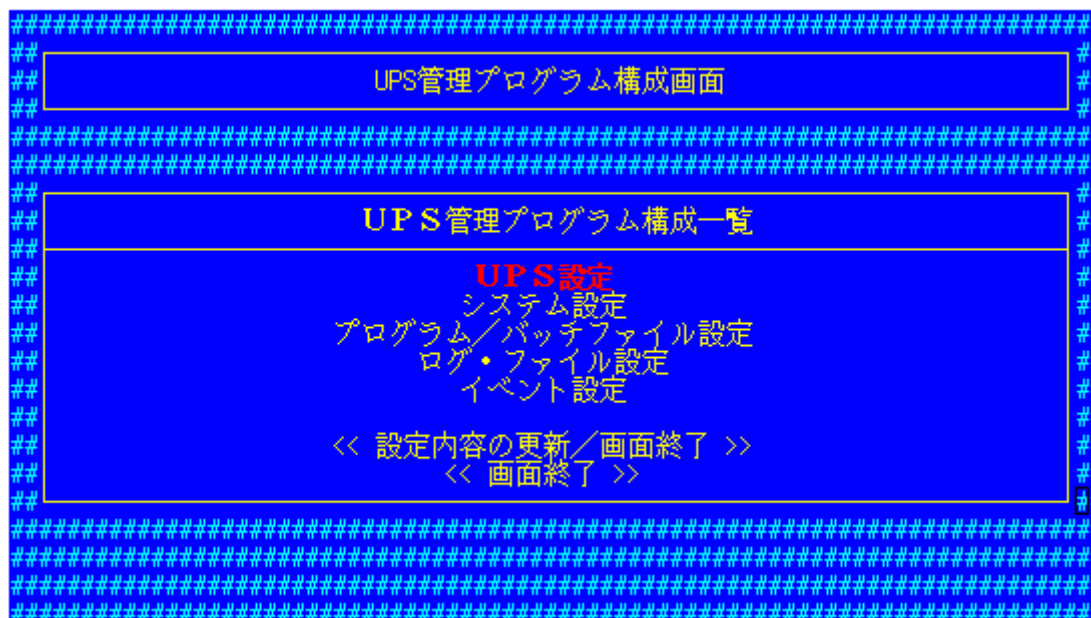 UPS管理プログラム構成画面
UPS管理プログラム構成一覧
UPS設定
システム設定
プログラム/バッチファイル設定
ログ・ファイル設定
イベント設定
<< 設定内容の更新/画面終了 >>
<< 画面終了 >>